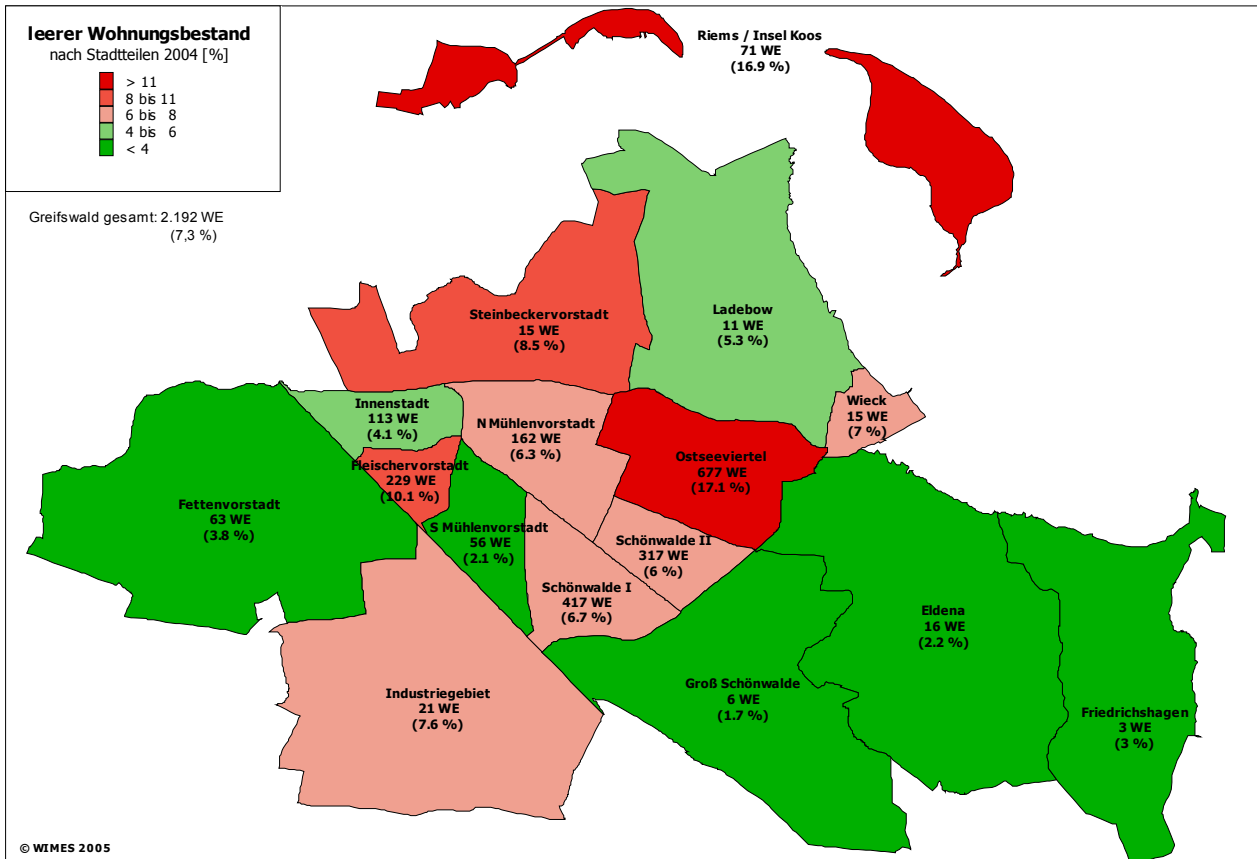 leerer Wohnungsbestand
nach Stadtteilen 2004 [%]
> 11
8 bis 11
6 bis 8
4 bis 6
< 4
Greifswald gesamt: 2.192 WE
(7,3 %)
Riems / Insel Koos
71 WE
(16.9 %)
Steinbeckervorstadt
15 WE
(8.5 %)
Ladebow
11 WE
(5.3 %)
Wieck
15 WE
(7 %)
Innenstadt
113 WE
(4.1 %)
N Mühlenvorstadt
162 WE
(6.3 %)
Ostseeviertel
677 WE
(17.1 %)
Fleischervorstadt
229 WE
(10.1 %)
Fettenvorstadt
63 WE
(3.8 %)
S Mühlenvorstadt
56 WE
(2.1 %)
Schönwalde II
317 WE
(6 %)
Schönwalde I
417 WE
(6.7 %)
Eldena
16 WE
(2.2 %)
Groß Schönwalde
6 WE
(1.7 %)
Industriegebiet
21 WE
(7.6 %)
Friedrichshagen
3 WE
(3 %)
© WIMES 2005